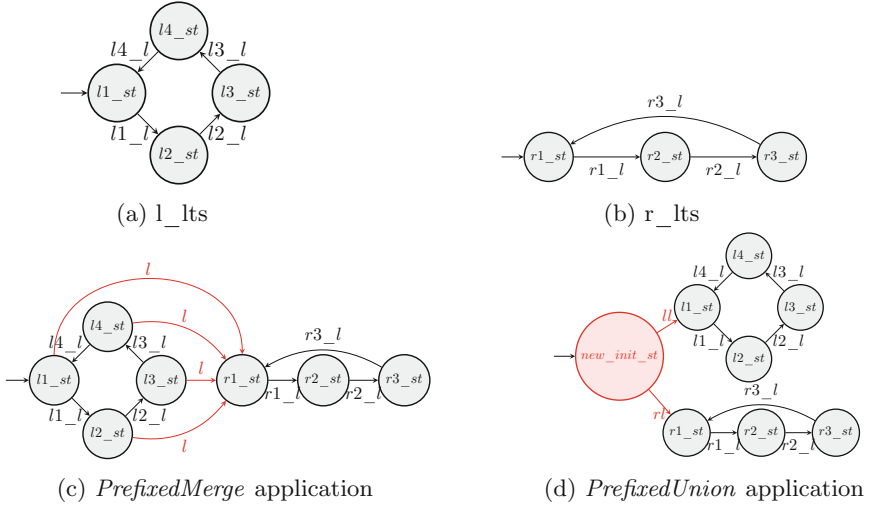 l4_st
l4_l l3_l
l1_st l3_st
l1_l l2_l
l2_st
(a) l_lts
r3_l
r1_st r2_st r3_st
r1_l r2_l
(b) r_lts
l
l4_st l
l4_l l3_l r3_l
l1_st l3_st l r1_st r2_st r3_st
l1_l l2_l r1_l r2_l
l2_st l
(c) PrefixedMerge application
l4_st
l4_l l3_l
ll l1_st l3_st
l1_l l2_l
new_init_st l2_st
r3_l
rl
r1_st r2_st r3_st
r1_l r2_l
(d) PrefixedUnion application